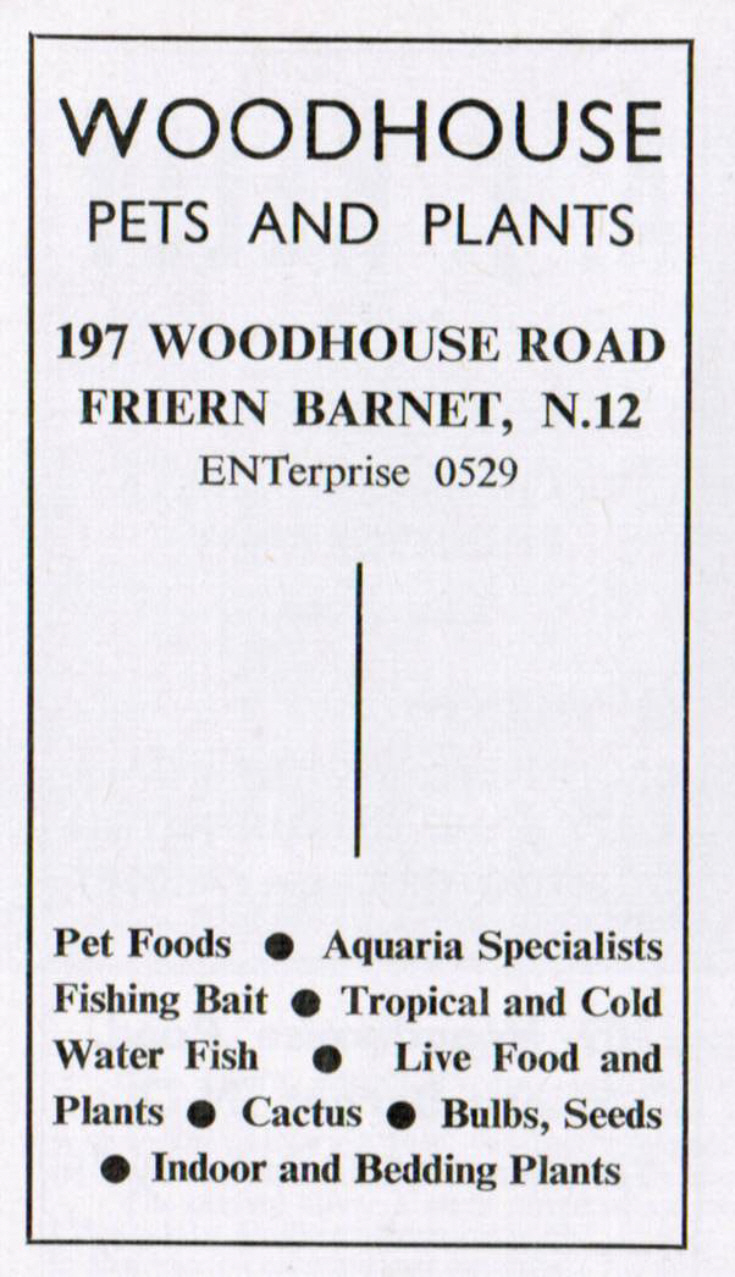 WOODHOUSE
PETS AND PLANTS
197 WOODHOUSE ROAD
FRIERN BARNET, N.12
ENTerprise 0529
Pet Foods ● Aquaria Specialists
Fishing Bait ● Tropical and Cold
Water Fish ● Live Food and
Plants ● Cactus ● Bulbs, Seeds
● Indoor and Bedding Plants